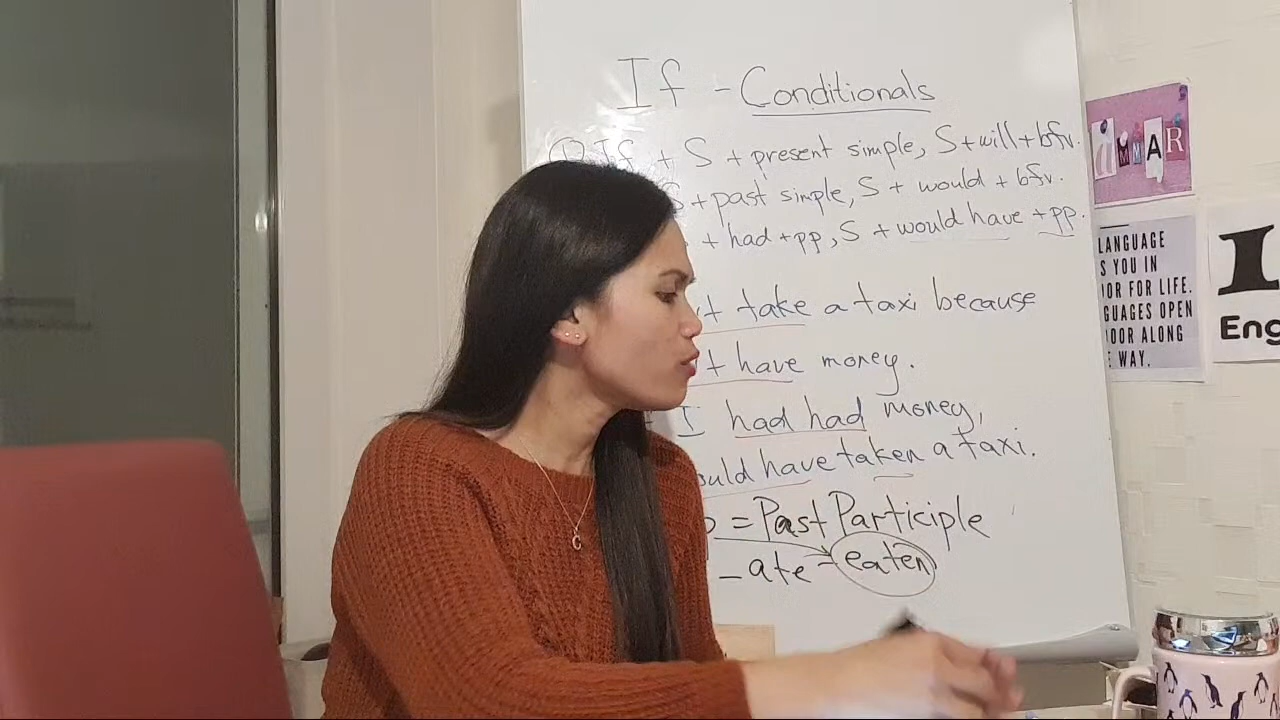 If - Conditionals
① If + S + present simple, S + will + bfv.
S + past simple, S + would + bfv.
+ had + pp, S + would have + pp.
take a taxi because
have money.
I had had money,
have taken a taxi.
= Past Participle
- ate - eaten
MMAR
LANGUAGE
S YOU IN
OR FOR LIFE.
GUAGES OPEN
OOR ALONG
WAY.
I
Eng